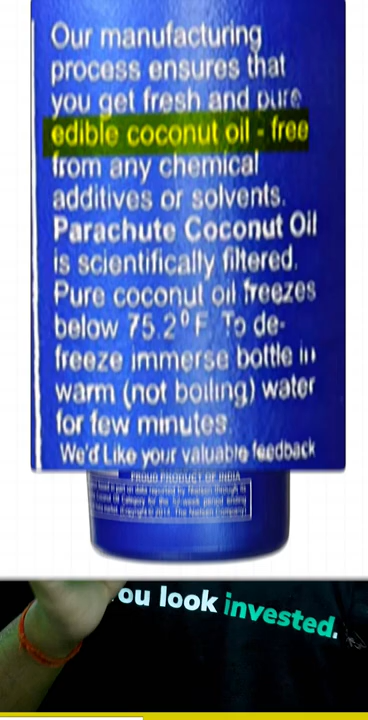 Our manufacturing
process ensures that
you get fresh and pure
edible coconut oil - free
from any chemical
additives or solvents.
Parachute Coconut Oil
is scientifically filtered.
Pure coconut oil freezes
below 75.2⁰ F. To de-
freeze immerse bottle in
warm (not boiling) water
for few minutes
We'd Like your valuable feedback
PROUD PRODUCT OF INDIA
ou look invested.